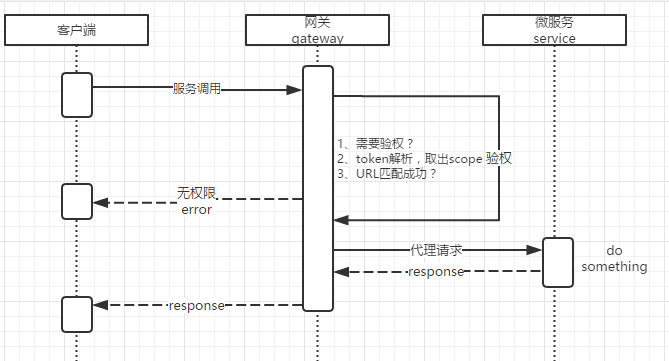 客户端
网关
gateway
微服务
service
服务调用
1、需要验权？
2、token解析，取出scope 验权
3、URL匹配成功？
无权限
error
代理请求
do
something
response
response